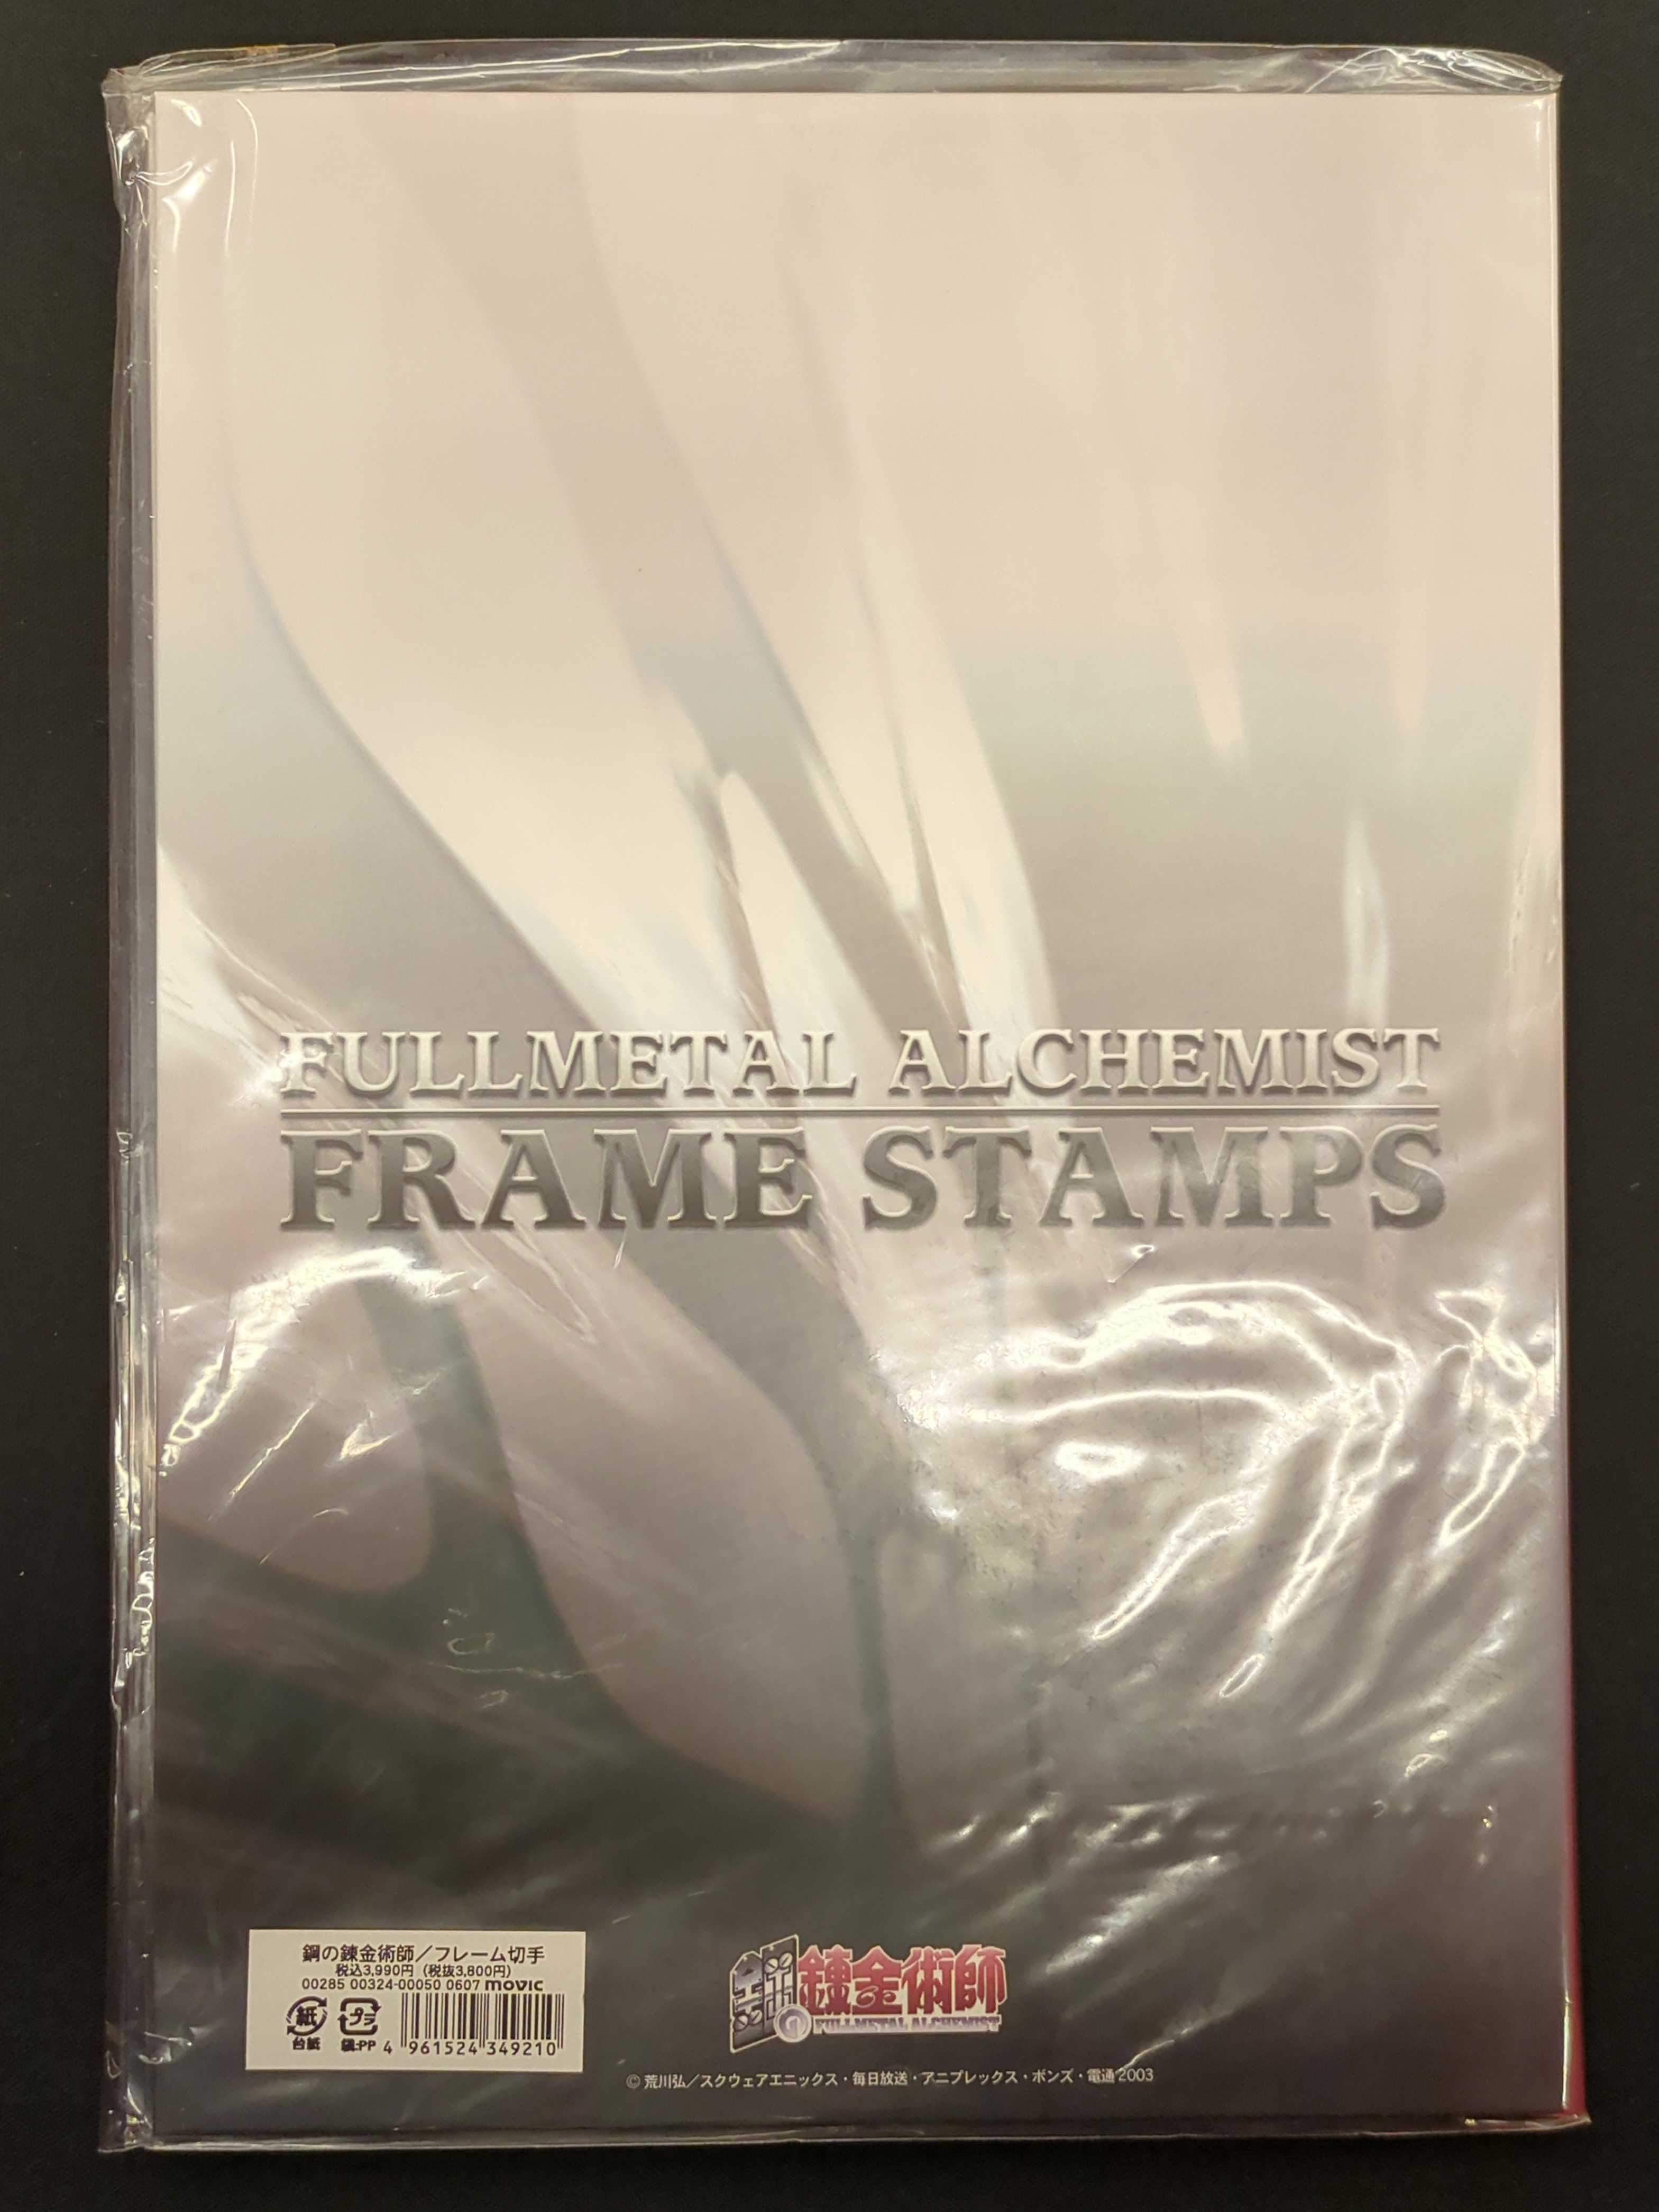 FULLMETAL ALCHEMIST
FRAME STAMPS
鋼の錬金術師／フレーム切手
税込3,990円（税抜3,800円）
00285 00324-00050 0607 movic
紙 プラ
台紙 袋:PP 4 961524 349210
鋼の錬金術師
FULLMETAL ALCHEMIST
© 荒川弘／スクウェアエニックス・毎日放送・アニプレックス・ボンズ・電通 2003